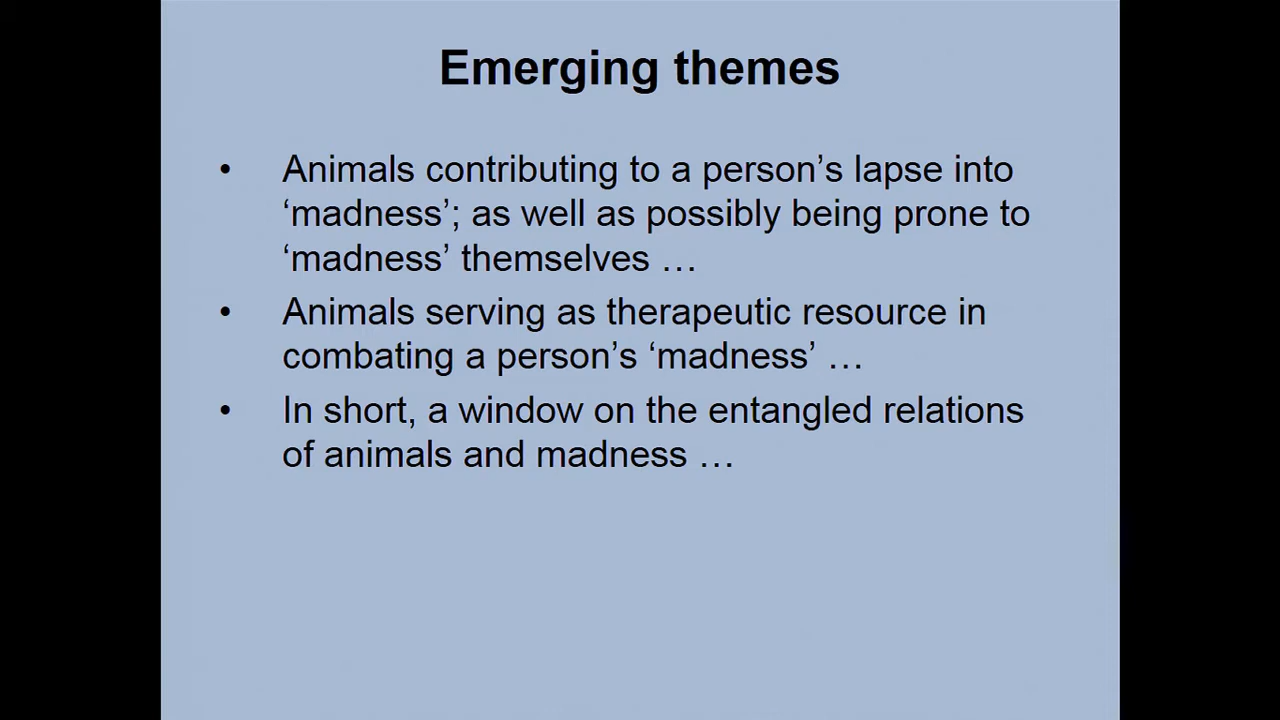 Emerging themes
• Animals contributing to a person’s lapse into
‘madness’; as well as possibly being prone to
‘madness’ themselves …
• Animals serving as therapeutic resource in
combating a person’s ‘madness’ …
• In short, a window on the entangled relations
of animals and madness …